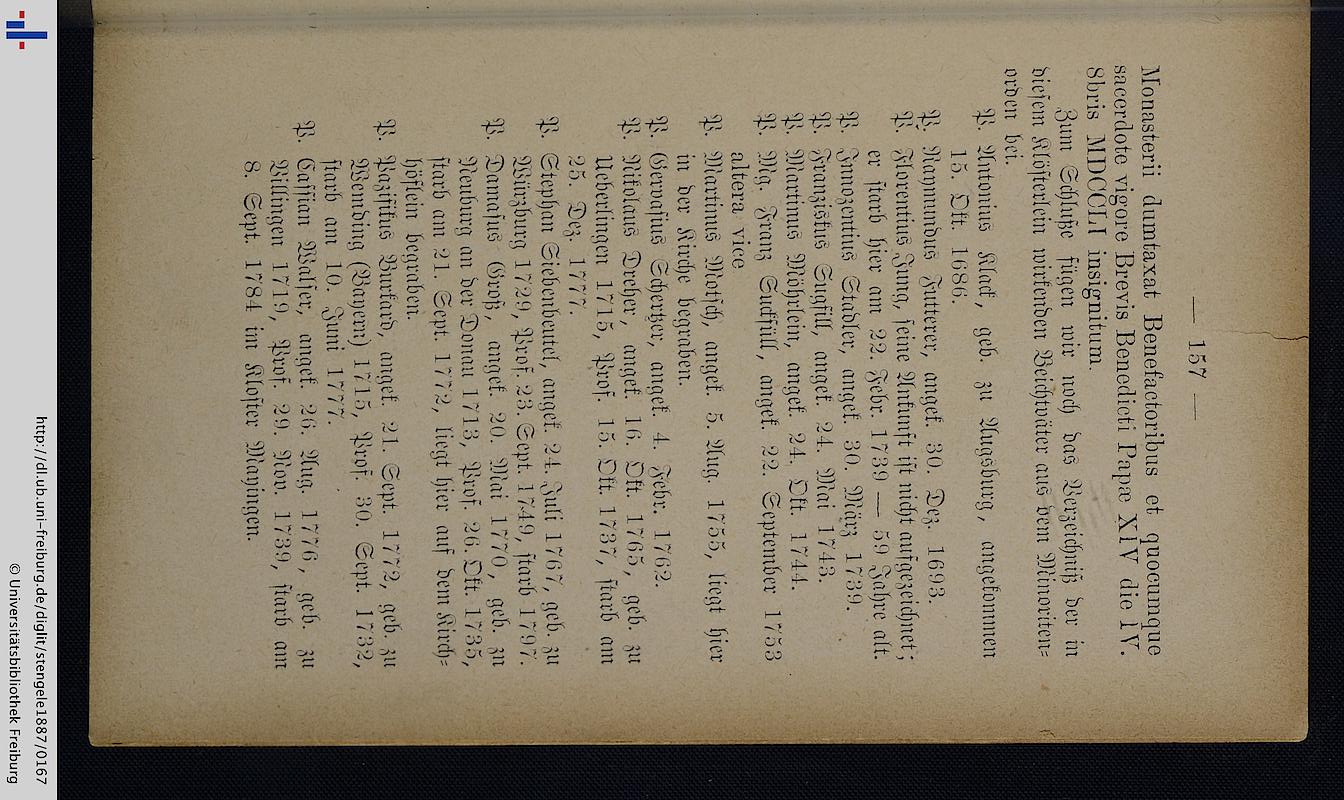 — 157 —
Monasterii dumtaxat Benefactoribus et quocumque
sacerdote vigore Brevis Benedicti Papæ XIV die IV.
8bris MDCCLI insignitum.
Zum Schluße fügen wir noch das Verzeichniß der in
diesem Klösterlein wirkenden Beichtväter aus dem Minoriten-
orden bei.
P. Antonius Klack, geb. zu Augsburg, angekommen
15. Okt. 1686.
P. Raymundus Futterer, angek. 30. Dez. 1693.
P. Florentius Jung, seine Ankunft ist nicht aufgezeichnet;
er starb hier am 22. Febr. 1739 — 59 Jahre alt.
P. Innozentius Stadler, angek. 30. März 1739.
P. Franziskus Sugfill, angek. 24. Mai 1743.
P. Martinus Möhrlein, angek. 24. Okt. 1744.
P. Mg. Franz Suckfüll, angek. 22. September 1753
altera vice
P. Martinus Motsch, angek. 5. Aug. 1755, liegt hier
in der Kirche begraben.
P. Gervasius Scherzer, angek. 4. Febr. 1762.
P. Nikolaus Dreher, angek. 16. Okt. 1765, geb. zu
Ueberlingen 1715, Prof. 15. Okt. 1737, starb am
25. Dez. 1777.
P. Stephan Siebenbeutel, angek. 24. Juli 1767, geb. zu
Würzburg 1729, Prof. 23. Sept. 1749, starb 1797.
P. Damasus Groß, angek. 20. Mai 1770, geb. zu
Neuburg an der Donau 1713, Prof. 26. Okt. 1735,
starb am 21. Sept. 1772, liegt hier auf dem Kirch-
höflein begraben.
P. Pazifikus Burkard, angek. 21. Sept. 1772, geb. zu
Wemding (Bayern) 1715, Prof. 30. Sept. 1732,
starb am 10. Juni 1777.
P. Cassian Walser, angek. 26. Aug. 1776, geb. zu
Villingen 1719, Prof. 29. Nov. 1739, starb am
8. Sept. 1784 im Kloster Mayingen.
http://dl.ub.uni-freiburg.de/diglit/stengele1887/0167
© Universitätsbibliothek Freiburg